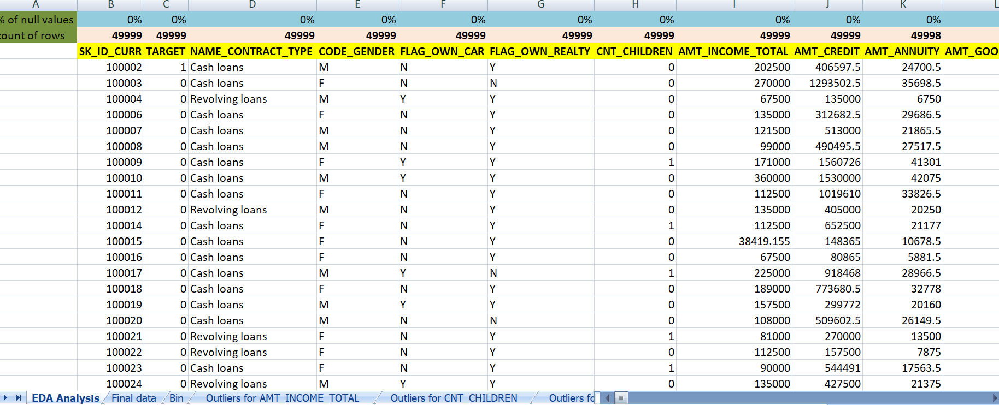 A B C D E F G H I J K L
% of null values 0% 0% 0% 0% 0% 0% 0% 0% 0% 0%
count of rows 49999 49999 49999 49999 49999 49999 49999 49999 49999 49998
SK_ID_CURR TARGET NAME_CONTRACT_TYPE CODE_GENDER FLAG_OWN_CAR FLAG_OWN_REALTY CNT_CHILDREN AMT_INCOME_TOTAL AMT_CREDIT AMT_ANNUITY AMT_GOO
100002 1 Cash loans M N Y 0 202500 406597.5 24700.5
100003 0 Cash loans F N N 0 270000 1293502.5 35698.5
100004 0 Revolving loans M Y Y 0 67500 135000 6750
100006 0 Cash loans F N Y 0 135000 312682.5 29686.5
100007 0 Cash loans M N Y 0 121500 513000 21865.5
100008 0 Cash loans M N Y 0 99000 490495.5 27517.5
100009 0 Cash loans F Y Y 1 171000 1560726 41301
100010 0 Cash loans M Y Y 0 360000 1530000 42075
100011 0 Cash loans F N Y 0 112500 1019610 33826.5
100012 0 Revolving loans M N Y 0 135000 405000 20250
100014 0 Cash loans F N Y 1 112500 652500 21177
100015 0 Cash loans F N Y 0 38419.155 148365 10678.5
100016 0 Cash loans F N Y 0 67500 80865 5881.5
100017 0 Cash loans M Y N 1 225000 918468 28966.5
100018 0 Cash loans F N Y 0 189000 773680.5 32778
100019 0 Cash loans M Y Y 0 157500 299772 20160
100020 0 Cash loans M N N 0 108000 509602.5 26149.5
100021 0 Revolving loans F N Y 1 81000 270000 13500
100022 0 Revolving loans F N Y 0 112500 157500 7875
100023 0 Cash loans F N Y 1 90000 544491 17563.5
100024 0 Revolving loans M Y Y 0 135000 427500 21375
EDA Analysis Final data Bin Outliers for AMT_INCOME_TOTAL Outliers for CNT_CHILDREN Outliers fo